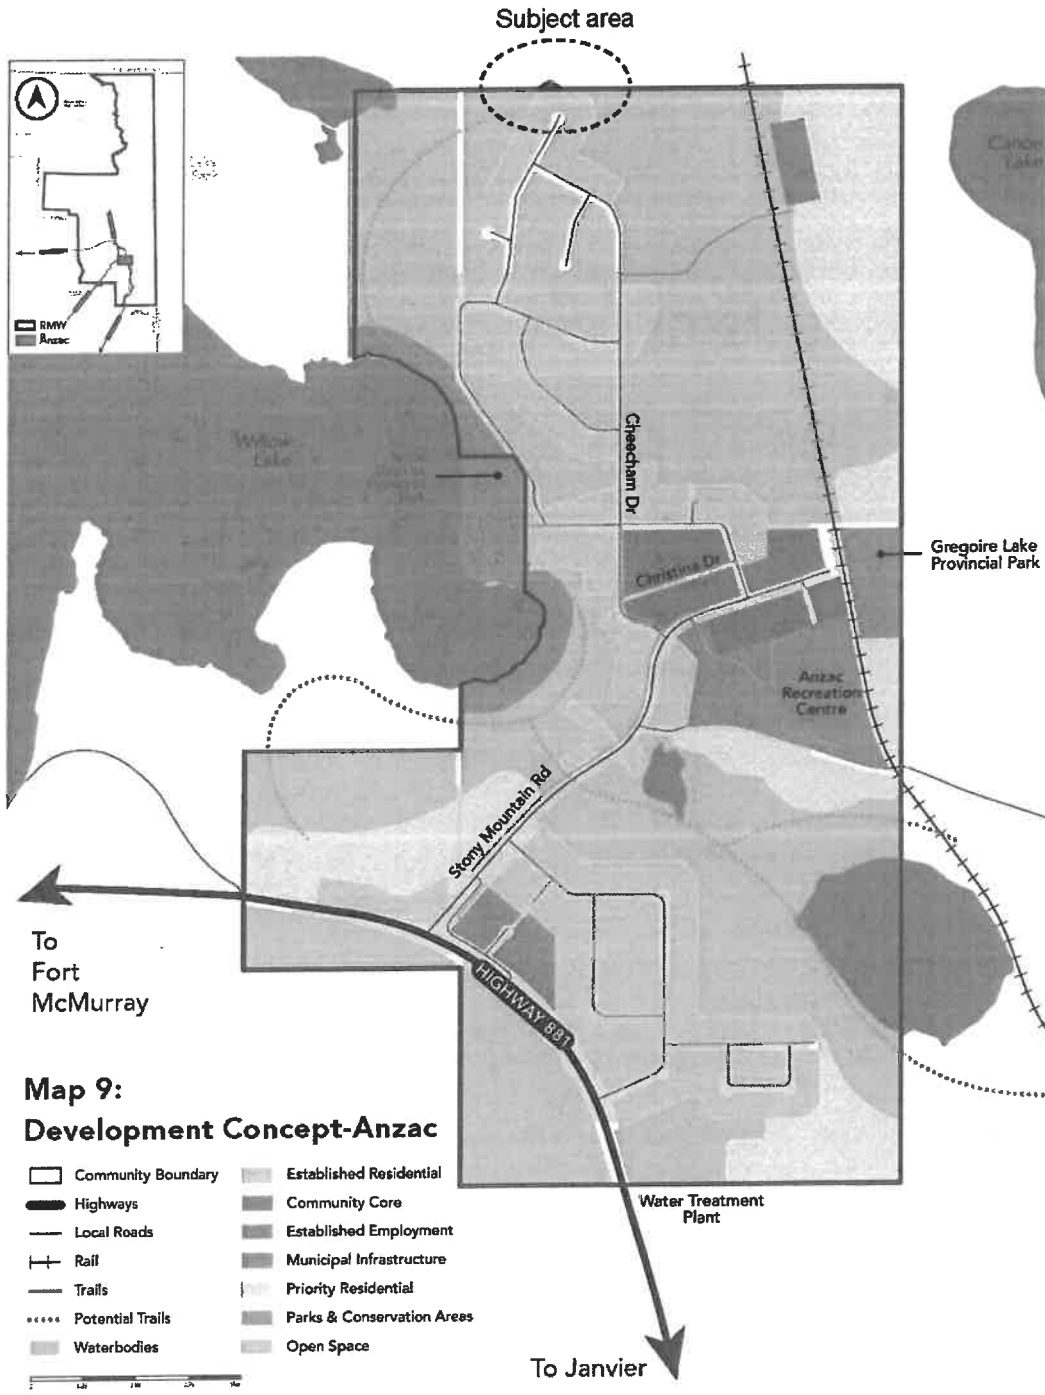 Subject area
RMW
Anzac
Canoe
Lake
Willow
Lake
Cheecham Dr
Christina Dr
Gregoire Lake
Provincial Park
Anzac
Recreation
Centre
Stony Mountain Rd
To
Fort
McMurray
HIGHWAY 881
Map 9:
Development Concept-Anzac
Community Boundary
Highways
Local Roads
Rail
Trails
Potential Trails
Waterbodies
Established Residential
Community Core
Established Employment
Municipal Infrastructure
Priority Residential
Parks & Conservation Areas
Open Space
Water Treatment
Plant
To Janvier